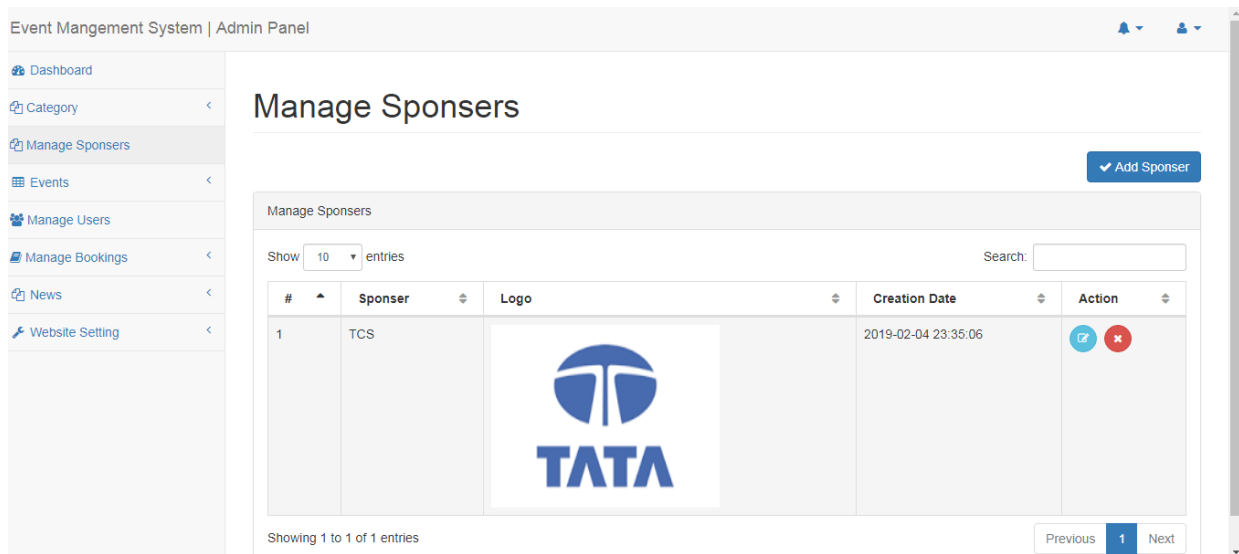 Event Mangement System | Admin Panel
Dashboard
Category
Manage Sponsers
Events
Manage Users
Manage Bookings
News
Website Setting
Manage Sponsers
Add Sponser
Manage Sponsers
Show 10 entries Search:
# Sponser Logo Creation Date Action
1 TCS 2019-02-04 23:35:06
TATA
Showing 1 to 1 of 1 entries Previous 1 Next